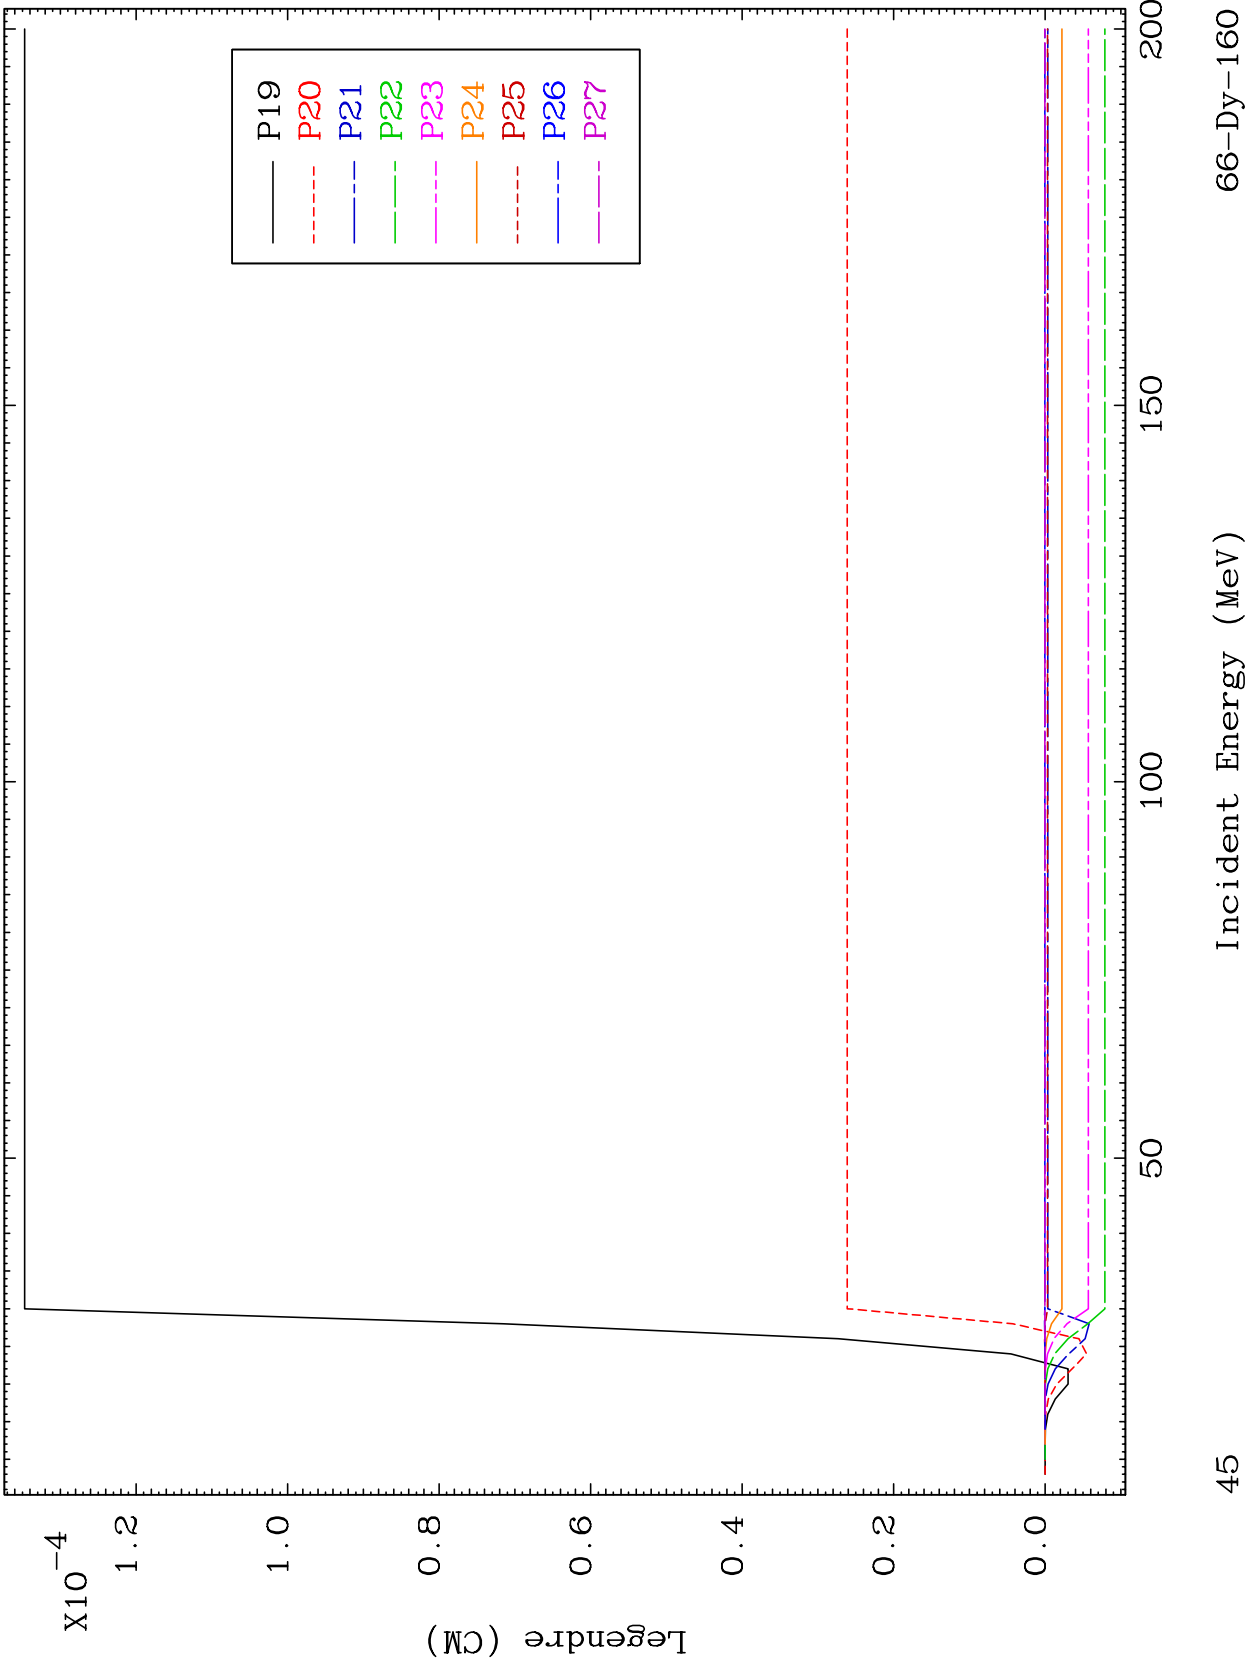 X10-4
1.2
1.0
0.8
0.6
0.4
0.2
0.0
Legendre (CM)
P19
P20
P21
P22
P23
P24
P25
P26
P27
50
100
150
200
Incident Energy (MeV)
45
66-Dy-160